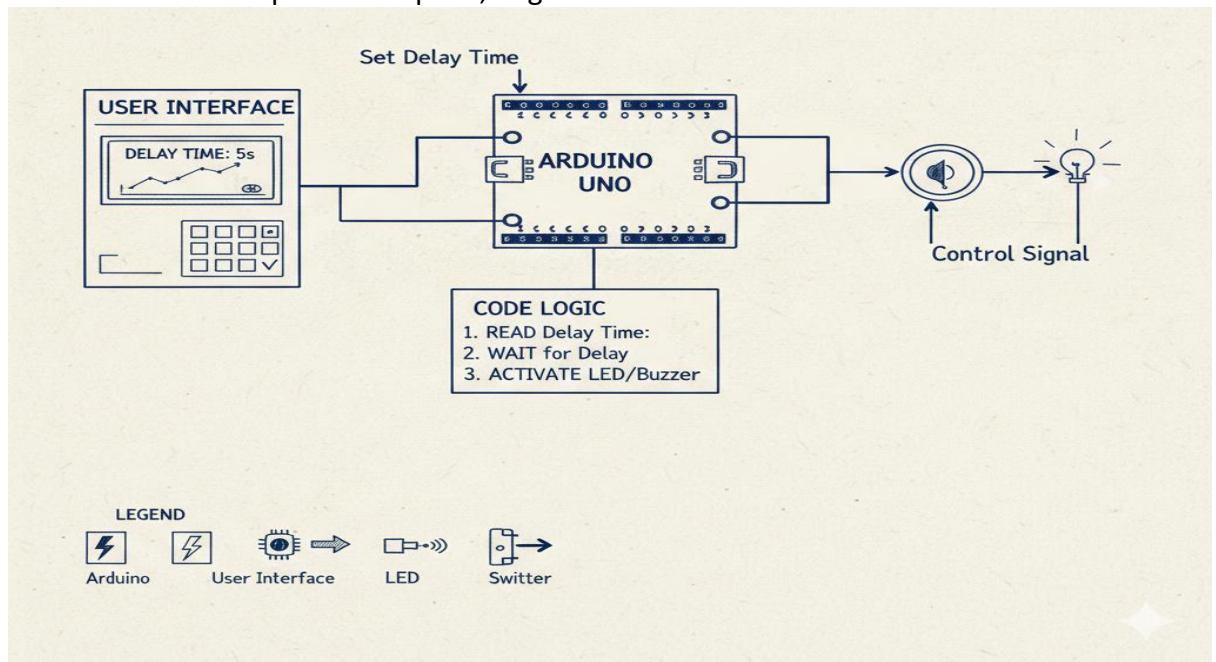 Set Delay Time
USER INTERFACE
DELAY TIME: 5s
ARDUINO
UNO
Control Signal
CODE LOGIC
1. READ Delay Time:
2. WAIT for Delay
3. ACTIVATE LED/Buzzer
LEGEND
Arduino
User Interface
LED
Switter